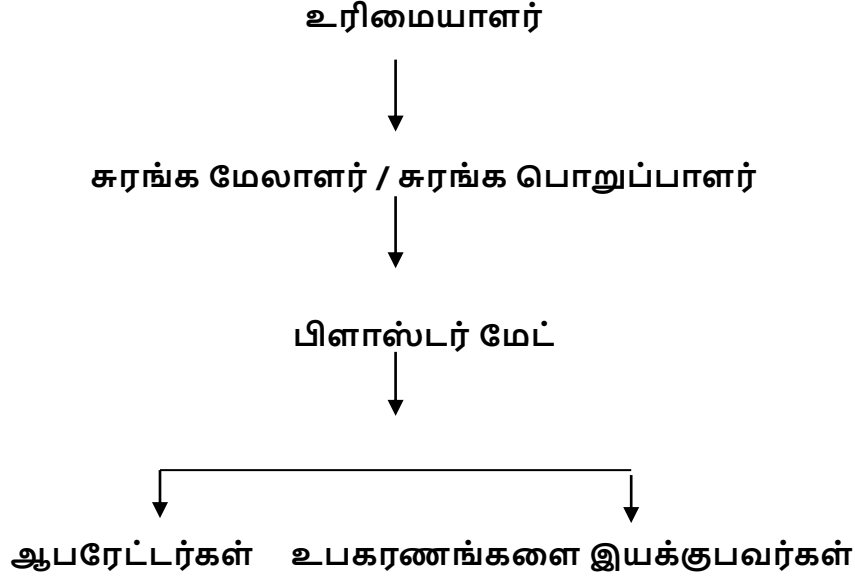 உரிமையாளர்
சுரங்க மேலாளர் / சுரங்க பொறுப்பாளர்
பிளாஸ்டர் மேட்
ஆபரேட்டர்கள் உபகரணங்களை இயக்குபவர்கள்